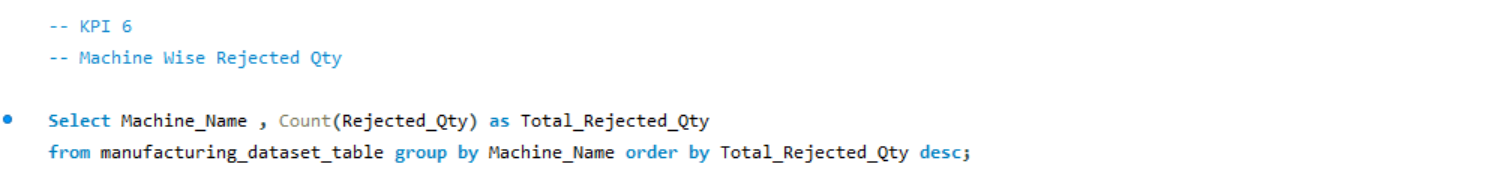 -- KPI 6
-- Machine Wise Rejected Qty
Select Machine_Name , Count(Rejected_Qty) as Total_Rejected_Qty
from manufacturing_dataset_table group by Machine_Name order by Total_Rejected_Qty desc;